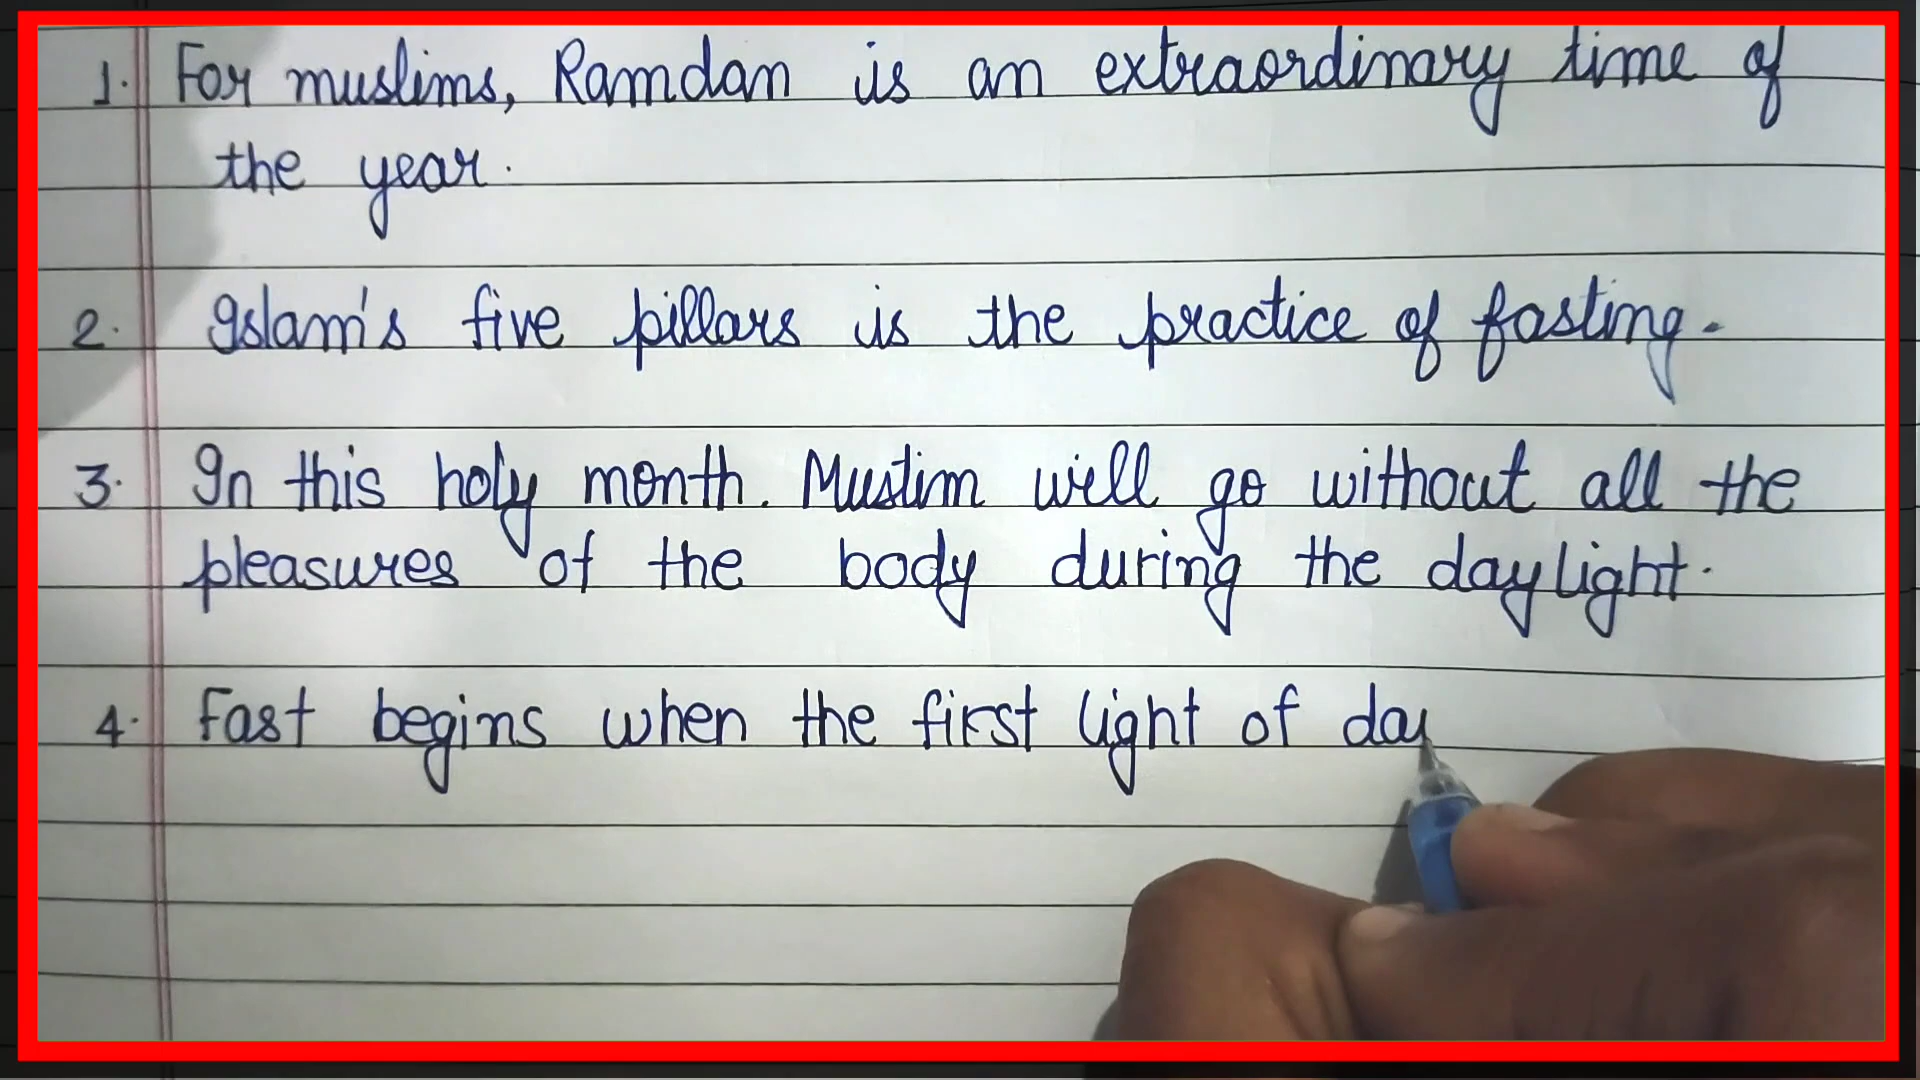 1. For muslims, Ramdan is an extraordinary time of
the year.
2. Islam's five pillars is the practice of fasting.
3. In this holy month. Muslim will go without all the
pleasures of the body during the daylight.
4. Fast begins when the first light of day